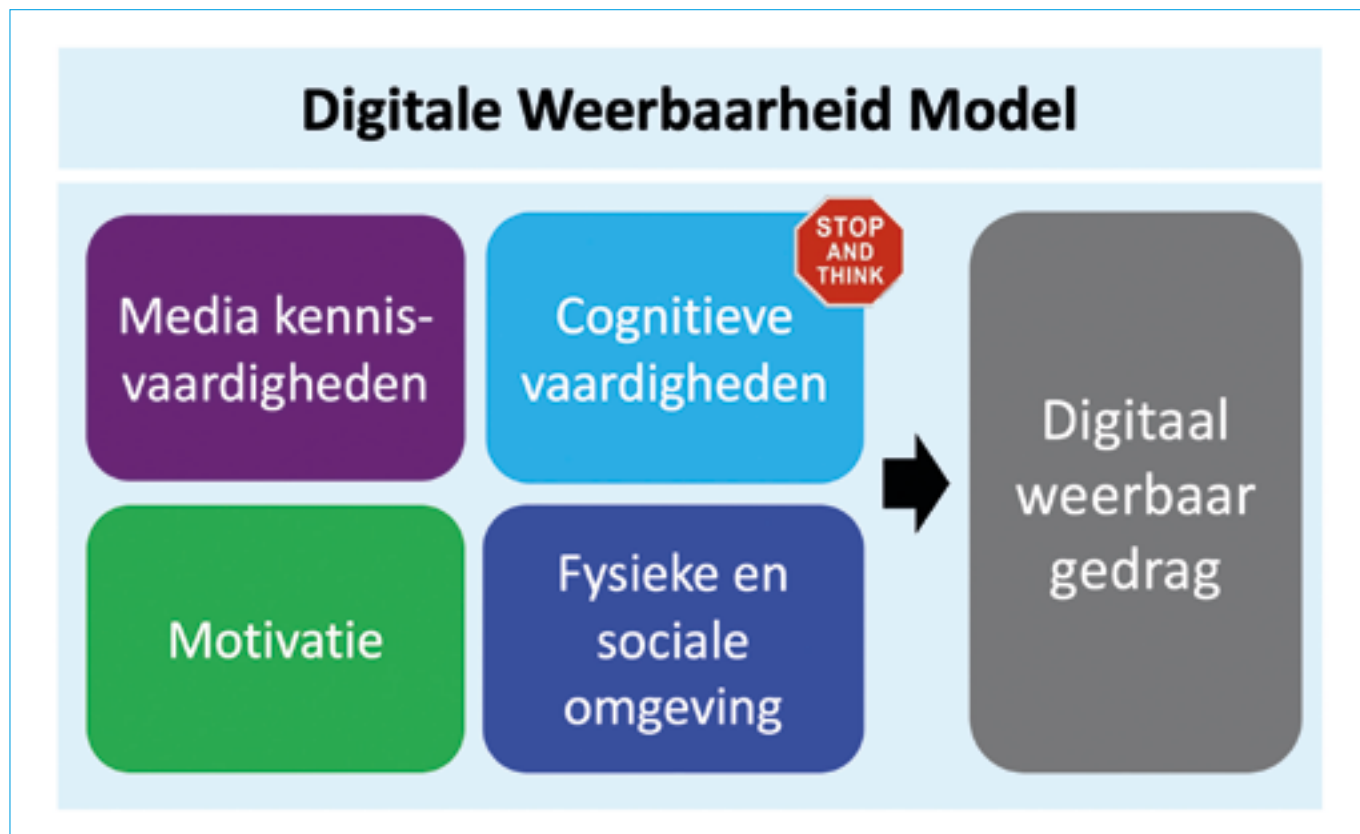 Digitale Weerbaarheid Model
Media kennis-
vaardigheden
Cognitieve
vaardigheden
STOP
AND
THINK
Motivatie
Fysieke en
sociale
omgeving
Digitaal
weerbaar
gedrag